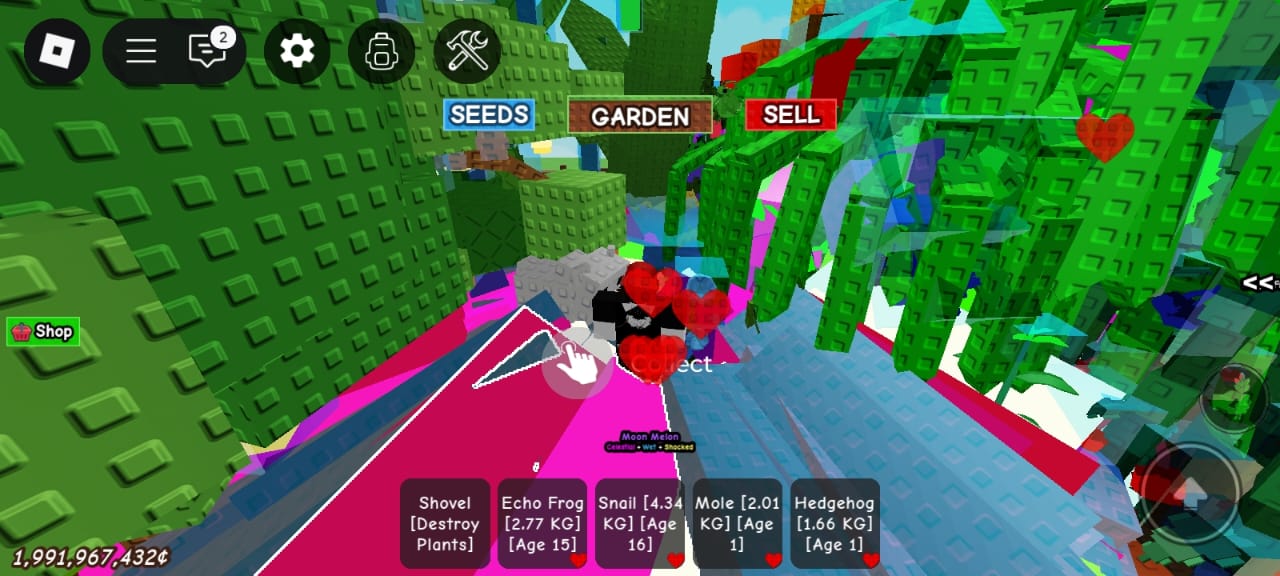 2
SEEDS
GARDEN
SELL
<<
Shop
Collect
Moon Melon
Celestial + Wet + Shocked
Shovel
[Destroy
Plants]
Echo Frog
[2.77 KG]
[Age 15]
Snail [4.34
KG] [Age
16]
Mole [2.01
KG] [Age
1]
Hedgehog
[1.66 KG]
[Age 1]
1,991,967,432¢